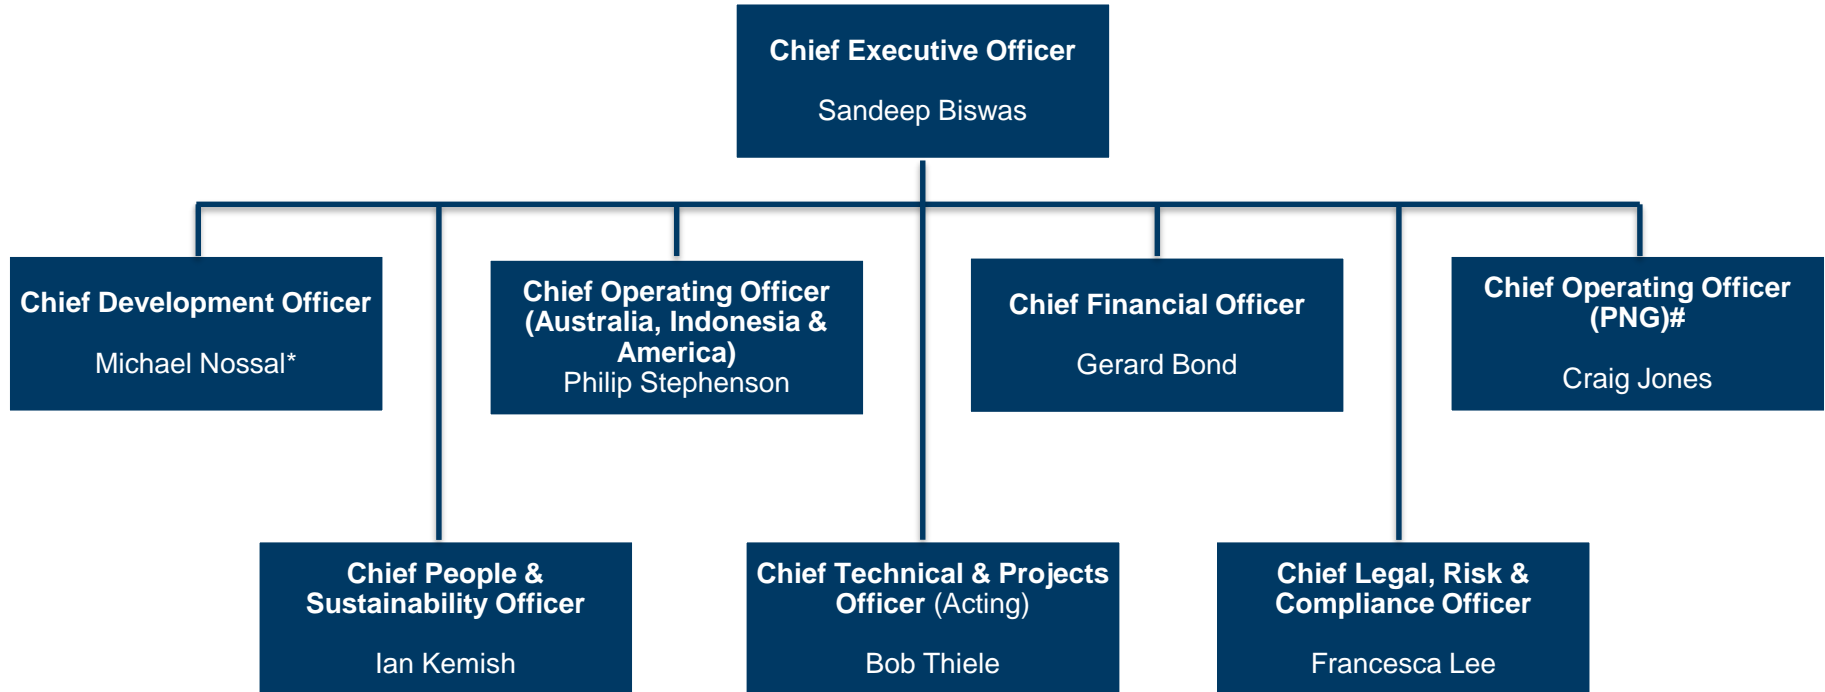 Chief Executive Officer
Sandeep Biswas
Chief Development Officer
Michael Nossal*
Chief Operating Officer
(Australia, Indonesia &
America)
Philip Stephenson
Chief Financial Officer
Gerard Bond
Chief Operating Officer
(PNG)#
Craig Jones
Chief People &
Sustainability Officer
Ian Kemish
Chief Technical & Projects
Officer (Acting)
Bob Thiele
Chief Legal, Risk &
Compliance Officer
Francesca Lee